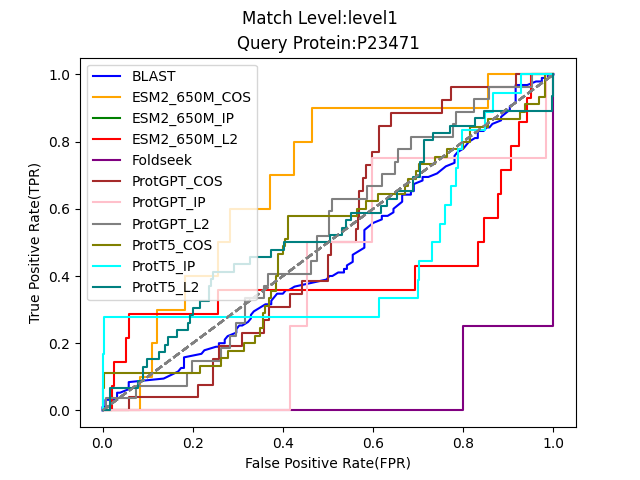 Match Level:level1
Query Protein:P23471
True Positive Rate(TPR)
1.0
0.8
0.6
0.4
0.2
0.0
BLAST
ESM2_650M_COS
ESM2_650M_IP
ESM2_650M_L2
Foldseek
ProtGPT_COS
ProtGPT_IP
ProtGPT_L2
ProtT5_COS
ProtT5_IP
ProtT5_L2
0.0 0.2 0.4 0.6 0.8 1.0
False Positive Rate(FPR)